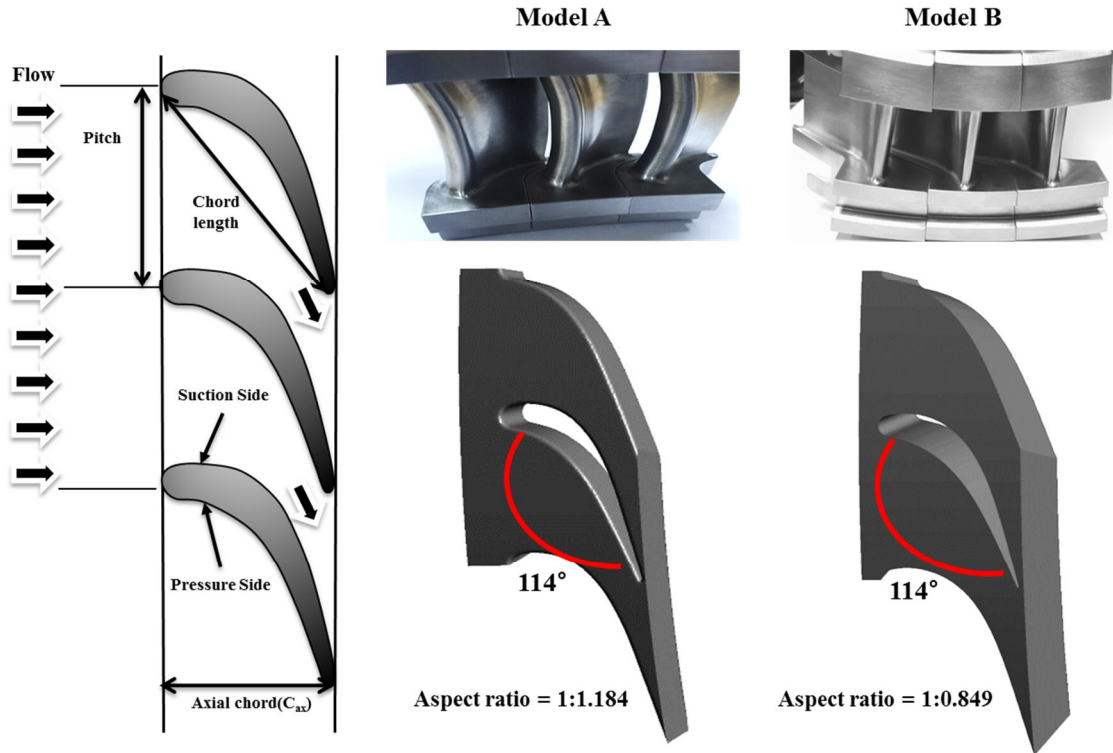 Model A
Model B
Flow
Pitch
Chord
length
Suction Side
Pressure Side
114°
114°
Axial chord(Cax)
Aspect ratio = 1:1.184
Aspect ratio = 1:0.849